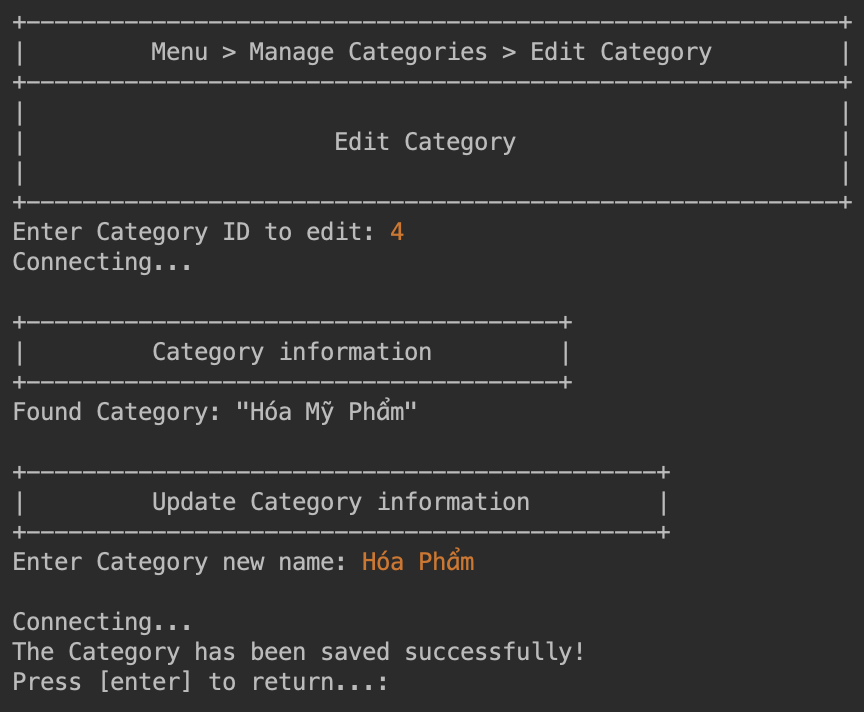 Menu > Manage Categories > Edit Category
Edit Category
Enter Category ID to edit: 4
Connecting...
Category information
Found Category: "Hóa Mỹ Phẩm"
Update Category information
Enter Category new name: Hóa Phẩm
Connecting...
The Category has been saved successfully!
Press [enter] to return...: